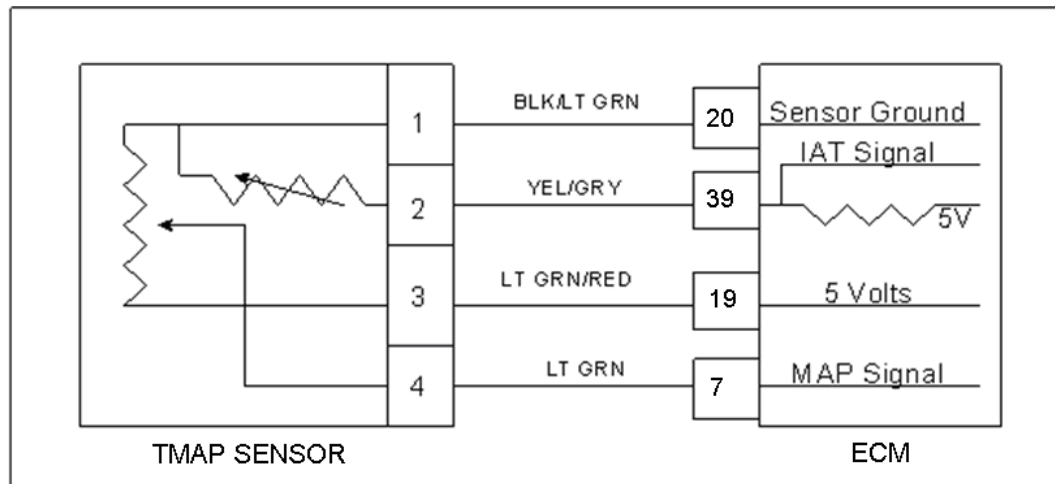 1 BLK/LT GRN 20 Sensor Ground
IAT Signal
2 YEL/GRY 39
5V
3 LT GRN/RED 19 5 Volts
4 LT GRN 7 MAP Signal
TMAP SENSOR ECM